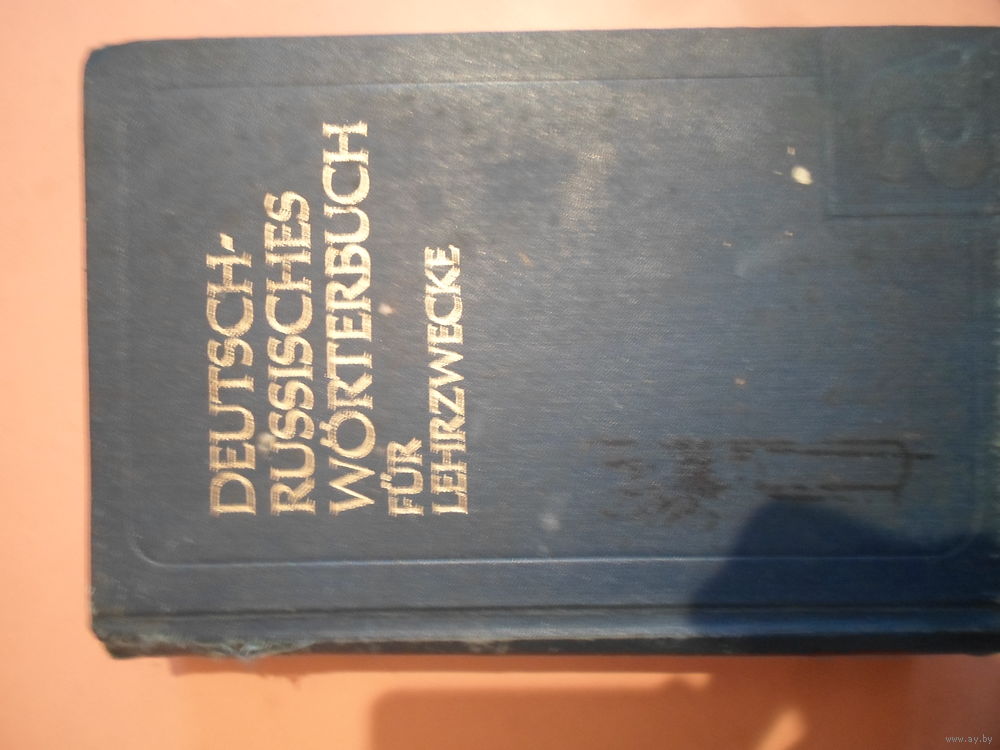 DEUTSCH-
RUSSISCHES
WÖRTERBUCH
FÜR
LEHRZWECKE
www.ay.by